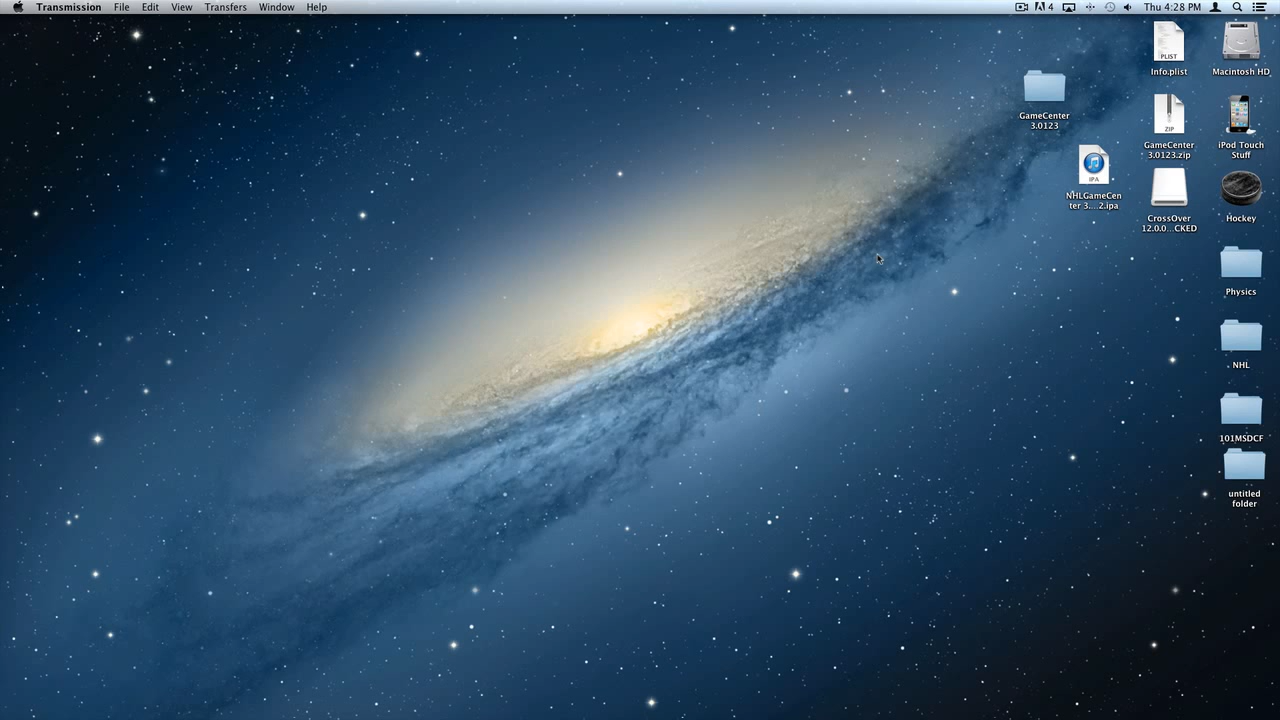 Transmission File Edit View Transfers Window Help 4 Thu 4:28 PM
PLIST
Info.plist
Macintosh HD
GameCenter
3.0123
ZIP
GameCenter
3.0123.zip
iPod Touch
Stuff
IPA
NHLGameCen
ter 3....2.ipa
CrossOver
12.0.0...CKED
Hockey
Physics
NHL
101MSDCF
untitled
folder